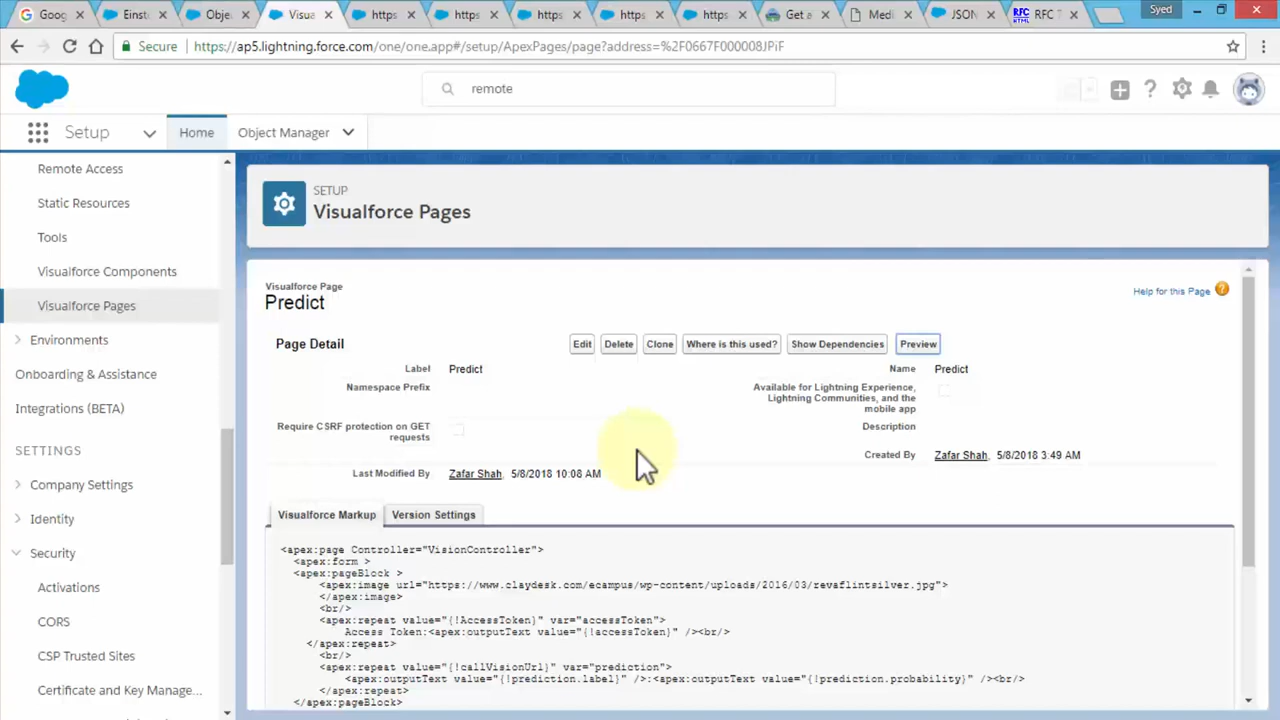 Goog
Einst
Obje
Visua
https
https
https
https
https
Get a
Medi
JSON
RFC HTML
RFC 7
Syed
Secure
https://ap5.lightning.force.com/one/one.app#/setup/ApexPages/page?address=%2F0667F000008JPiF
remote
Setup
Home
Object Manager
Remote Access
Static Resources
Tools
Visualforce Components
Visualforce Pages
Environments
Onboarding & Assistance
Integrations (BETA)
SETTINGS
Company Settings
Identity
Security
Activations
CORS
CSP Trusted Sites
Certificate and Key Manage...
SETUP
Visualforce Pages
Visualforce Page
Predict
Help for this Page
Page Detail
Edit Delete Clone Where is this used? Show Dependencies Preview
Label Predict Name Predict
Namespace Prefix
Available for Lightning Experience,
Lightning Communities, and the
mobile app
Require CSRF protection on GET
requests
Description
Created By Zafar Shah, 5/8/2018 3:49 AM
Last Modified By Zafar Shah, 5/8/2018 10:08 AM
Visualforce Markup Version Settings
<apex:page Controller="VisionController">
<apex:form >
<apex:pageBlock >
<apex:image url="https://www.claydesk.com/ecampus/wp-content/uploads/2016/03/revaflintsilver.jpg">
</apex:image>
<br/>
<apex:repeat value="{!AccessToken}" var="accessToken">
Access Token:<apex:outputText value="{!accessToken}" /><br/>
</apex:repeat>
<br/>
<apex:repeat value="{!callVisionUrl}" var="prediction">
<apex:outputText value="{!prediction.label}" />:<apex:outputText value="{!prediction.probability}" /><br/>
</apex:repeat>
</apex:pageBlock>